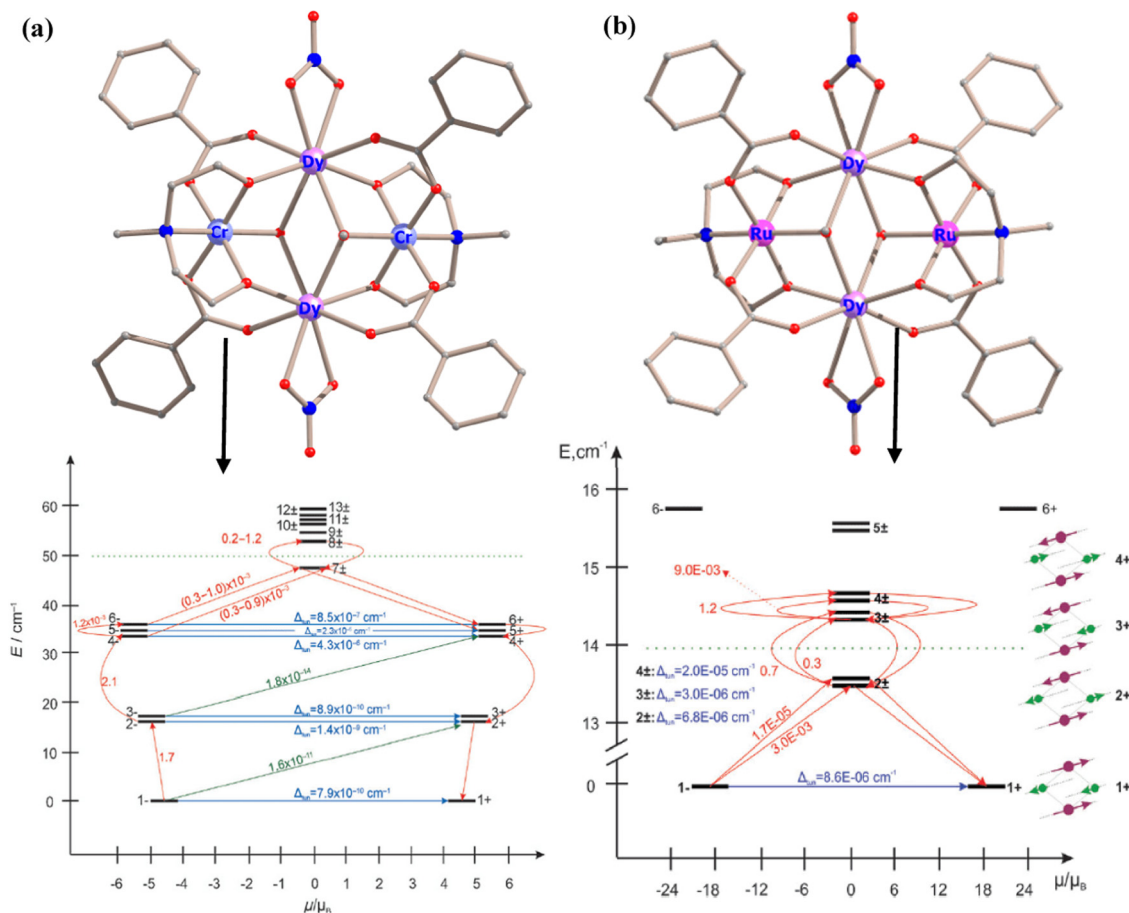 (a)
(b)
Dy
Cr
Cr
Dy
Dy
Ru
Ru
Dy
E / cm⁻¹
60
50
40
30
20
10
0
12±
13±
11±
10±
9±
8±
7±
0.2–1.2
(0.3–1.0)x10⁻³
(0.3–0.9)x10⁻³
6-
5-
4-
6+
5+
4+
Δtun=8.5x10⁻⁷ cm⁻¹
Δtun=4.3x10⁻⁶ cm⁻¹
2.1
1.8x10⁻¹⁴
3-
2-
3+
2+
Δtun=8.9x10⁻¹⁰ cm⁻¹
Δtun=1.4x10⁻⁹ cm⁻¹
1.7
1.6x10⁻¹¹
1-
1+
Δtun=7.9x10⁻¹⁰ cm⁻¹
-6 -5 -4 -3 -2 -1 0 1 2 3 4 5 6
μ/μB
E,cm⁻¹
16
15
14
13
0
6-
6+
5±
4±
3±
2±
9.0E-03
1.2
0.7
0.3
4±: Δtun=2.0E-05 cm⁻¹
3±: Δtun=3.0E-06 cm⁻¹
2±: Δtun=6.8E-06 cm⁻¹
1.7E-05
3.0E-03
Δtun=8.6E-06 cm⁻¹
1-
1+
4+
3+
2+
1+
-24 -18 -12 -6 0 6 12 18 24
μ/μB